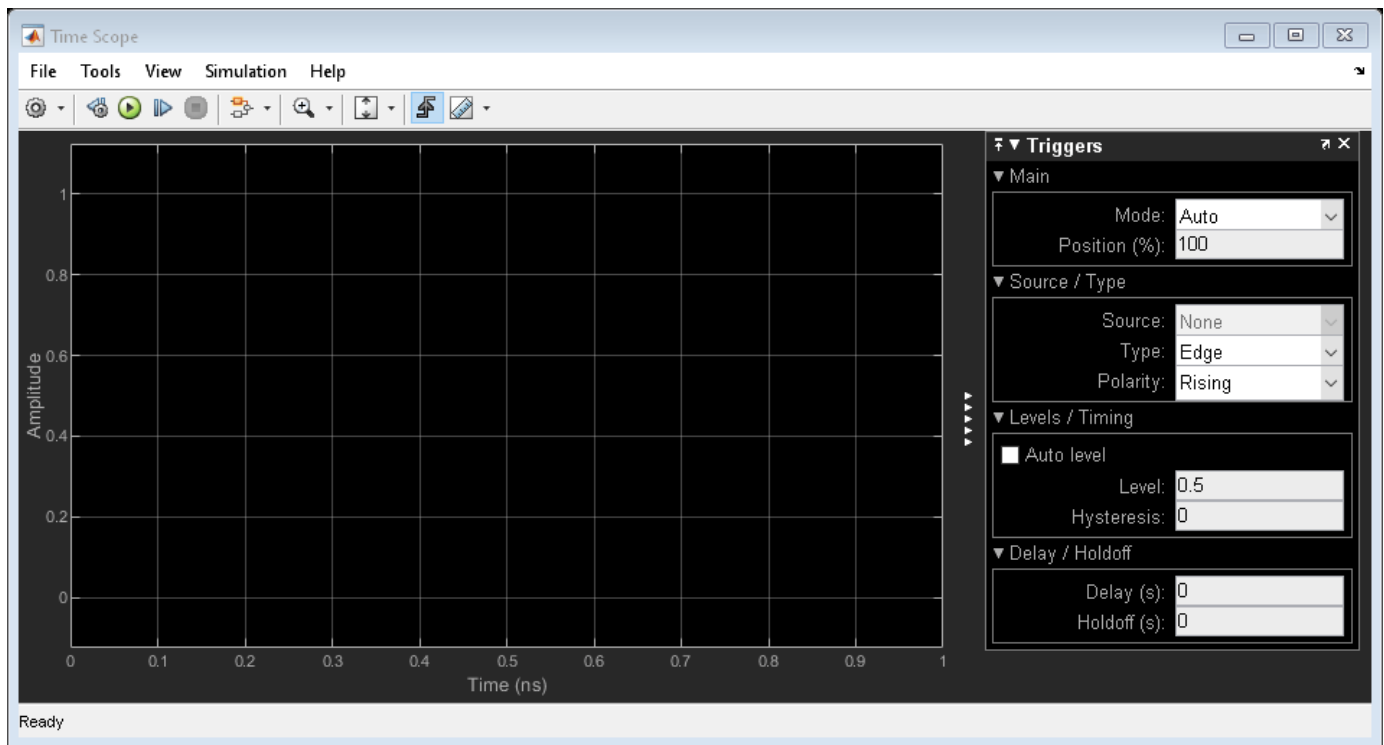 Time Scope
File Tools View Simulation Help
Triggers
Main
Mode: Auto
Position (%): 100
Source / Type
Source: None
Type: Edge
Polarity: Rising
Levels / Timing
Auto level
Level: 0.5
Hysteresis: 0
Delay / Holdoff
Delay (s): 0
Holdoff (s): 0
Amplitude
1
0.8
0.6
0.4
0.2
0
0 0.1 0.2 0.3 0.4 0.5 0.6 0.7 0.8 0.9 1
Time (ns)
Ready